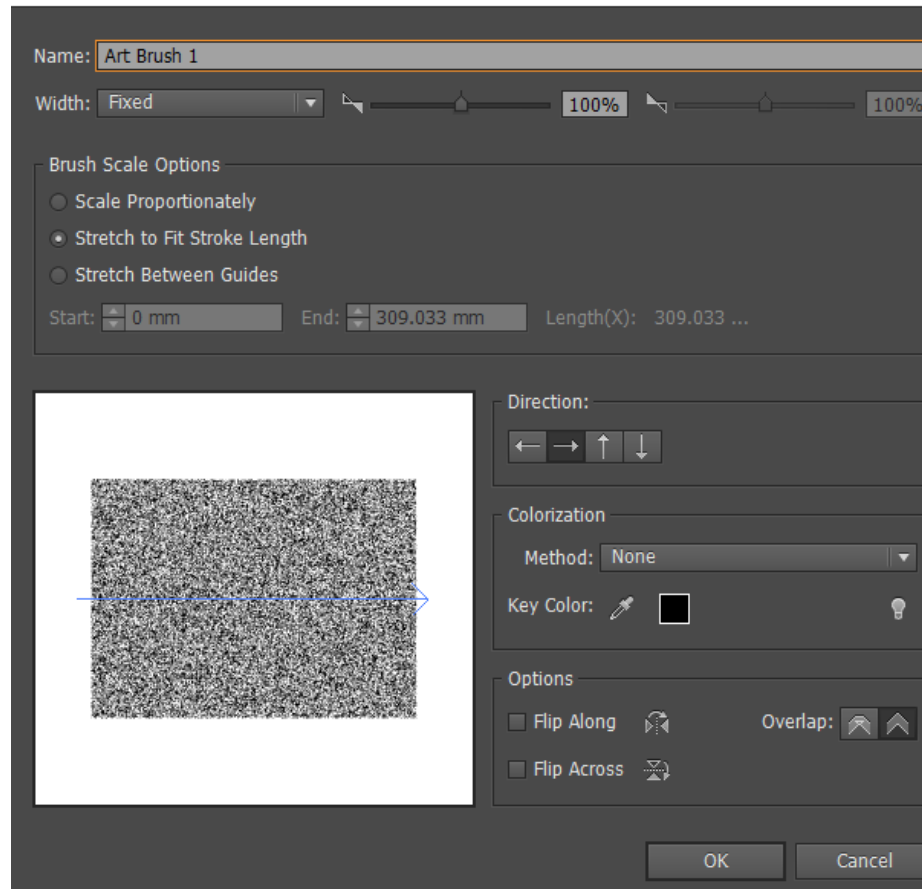 Name: Art Brush 1
Width: Fixed 100% 100%
Brush Scale Options
Scale Proportionately
Stretch to Fit Stroke Length
Stretch Between Guides
Start: 0 mm End: 309.033 mm Length(X): 309.033 ...
Direction:
Colorization
Method: None
Key Color:
Options
Flip Along Overlap:
Flip Across
OK Cancel